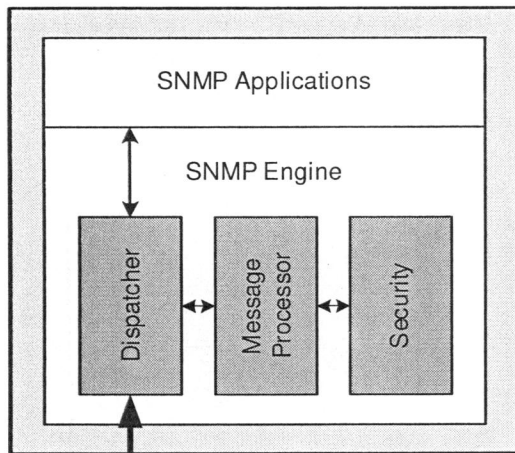 SNMP Applications
SNMP Engine
Dispatcher
Message
Processor
Security